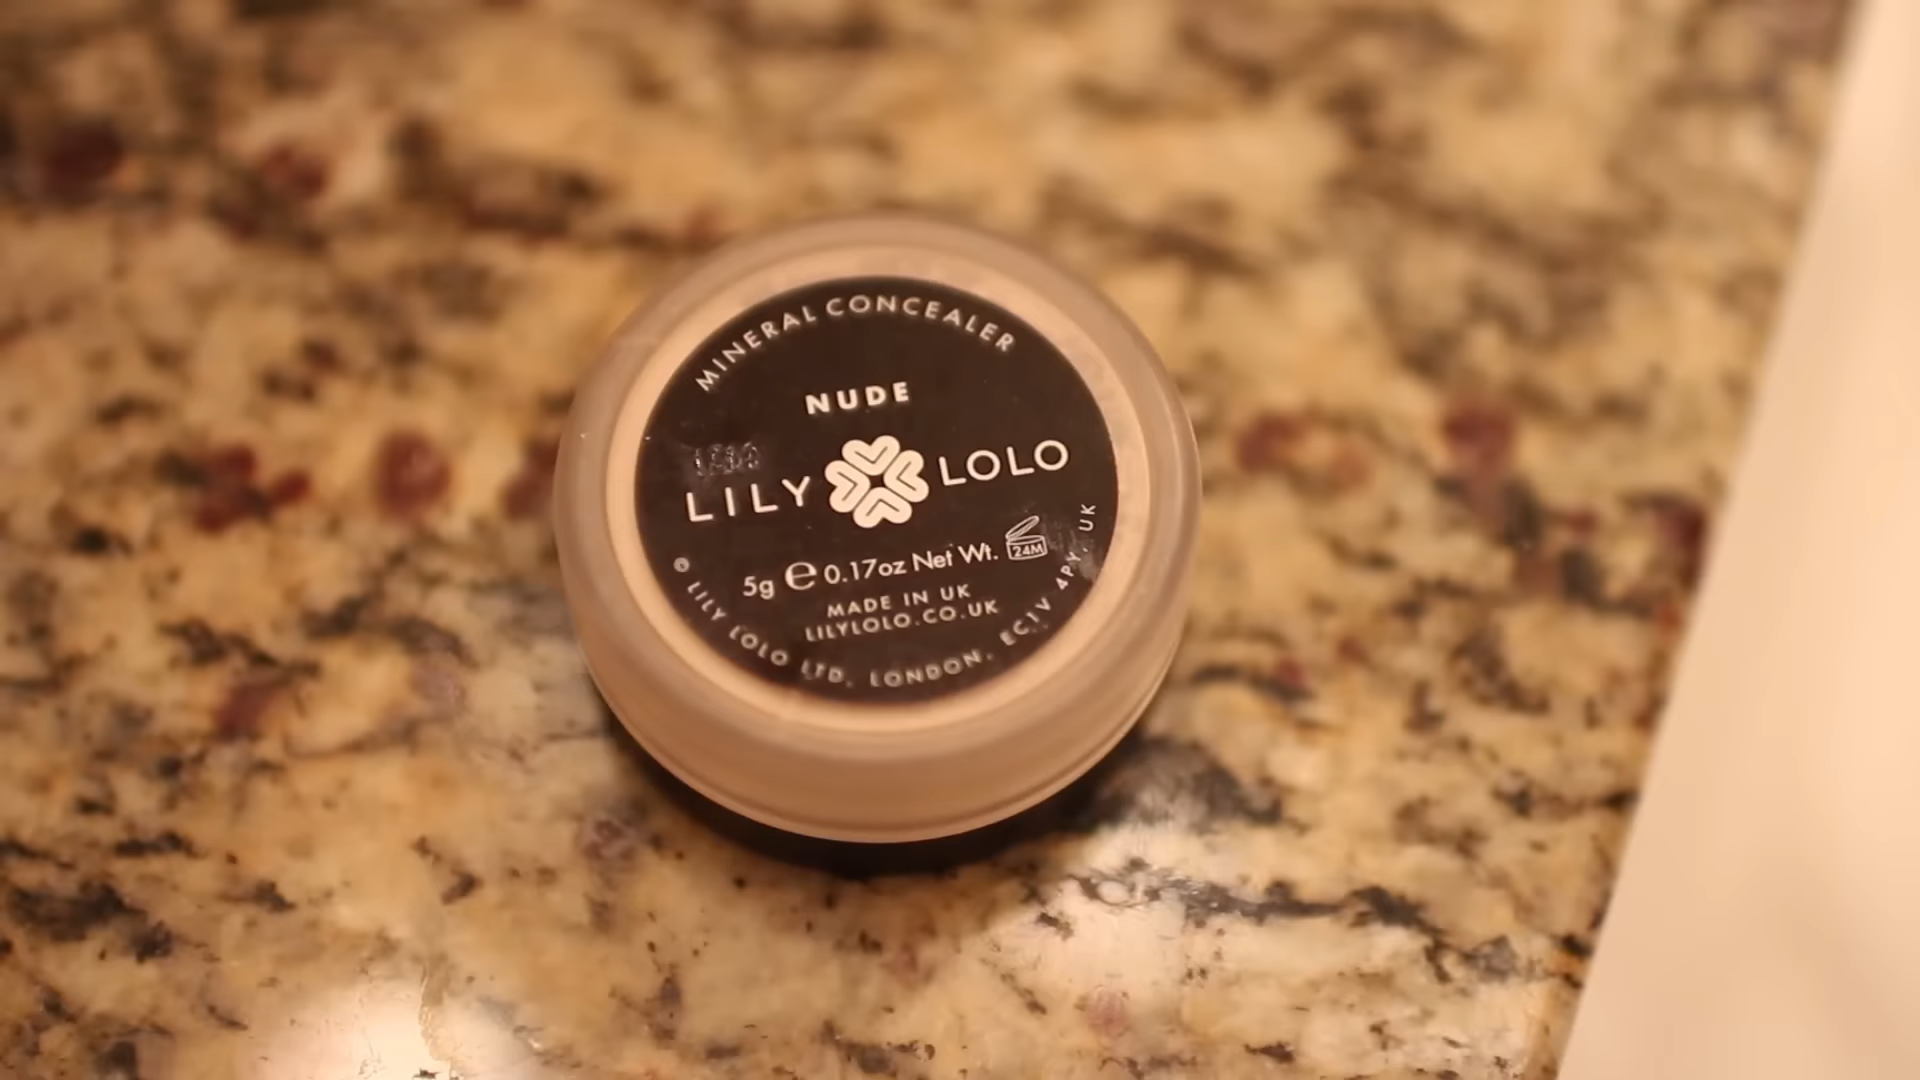 MINERAL CONCEALER
NUDE
LILY LOLO
5g ℮ 0.17oz Net Wt. 24M
MADE IN UK
LILYLOLO.CO.UK
© LILY LOLO LTD, LONDON, EC1V 4PY, UK